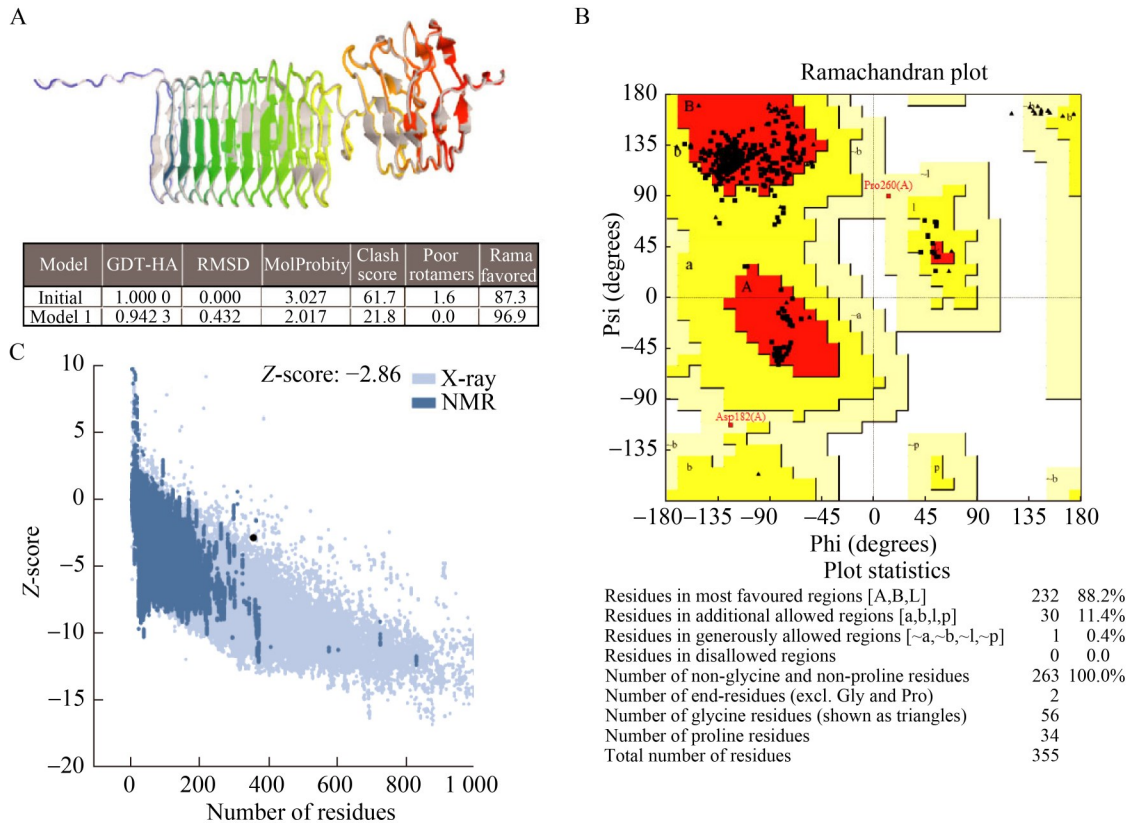 A
Model GDT-HA RMSD MolProbity Clash score Poor rotamers Rama favored
Initial 1.000 0 0.000 3.027 61.7 1.6 87.3
Model 1 0.942 3 0.432 2.017 21.8 0.0 96.9
B
Ramachandran plot
180
135
90
45
0
−45
−90
−135
Psi (degrees)
B
~b
b
~b
b
~l
Pro260(A)
l
a
A
~a
Asp182(A)
~b
b
~p
p
~b
−180 −135 −90 −45 0 45 90 135 180
Phi (degrees)
Plot statistics
Residues in most favoured regions [A,B,L] 232 88.2%
Residues in additional allowed regions [a,b,l,p] 30 11.4%
Residues in generously allowed regions [~a,~b,~l,~p] 1 0.4%
Residues in disallowed regions 0 0.0
Number of non-glycine and non-proline residues 263 100.0%
Number of end-residues (excl. Gly and Pro) 2
Number of glycine residues (shown as triangles) 56
Number of proline residues 34
Total number of residues 355
C
Z-score: −2.86
X-ray
NMR
10
5
0
−5
−10
−15
−20
Z-score
0 200 400 600 800 1 000
Number of residues